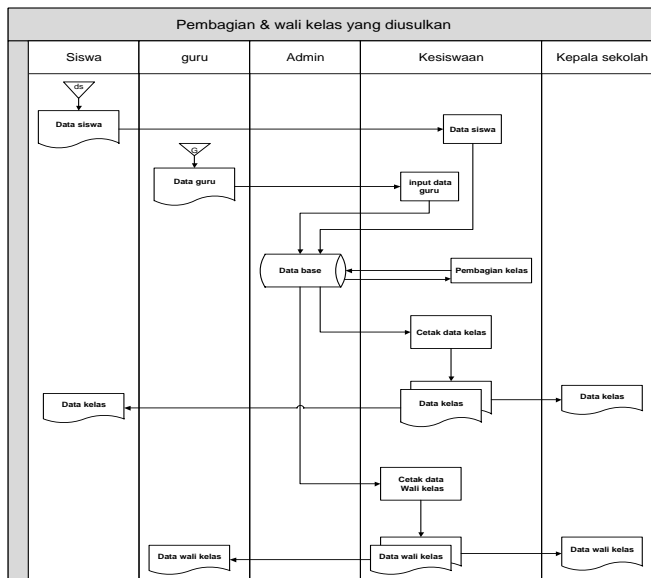 Pembagian & wali kelas yang diusulkan
Siswa
guru
Admin
Kesiswaan
Kepala sekolah
ds
Data siswa
Data siswa
G
Data guru
input data
guru
Data base
Pembagian kelas
Cetak data kelas
Data kelas
Data kelas
Data kelas
Cetak data
Wali kelas
Data wali kelas
Data wali kelas
Data wali kelas